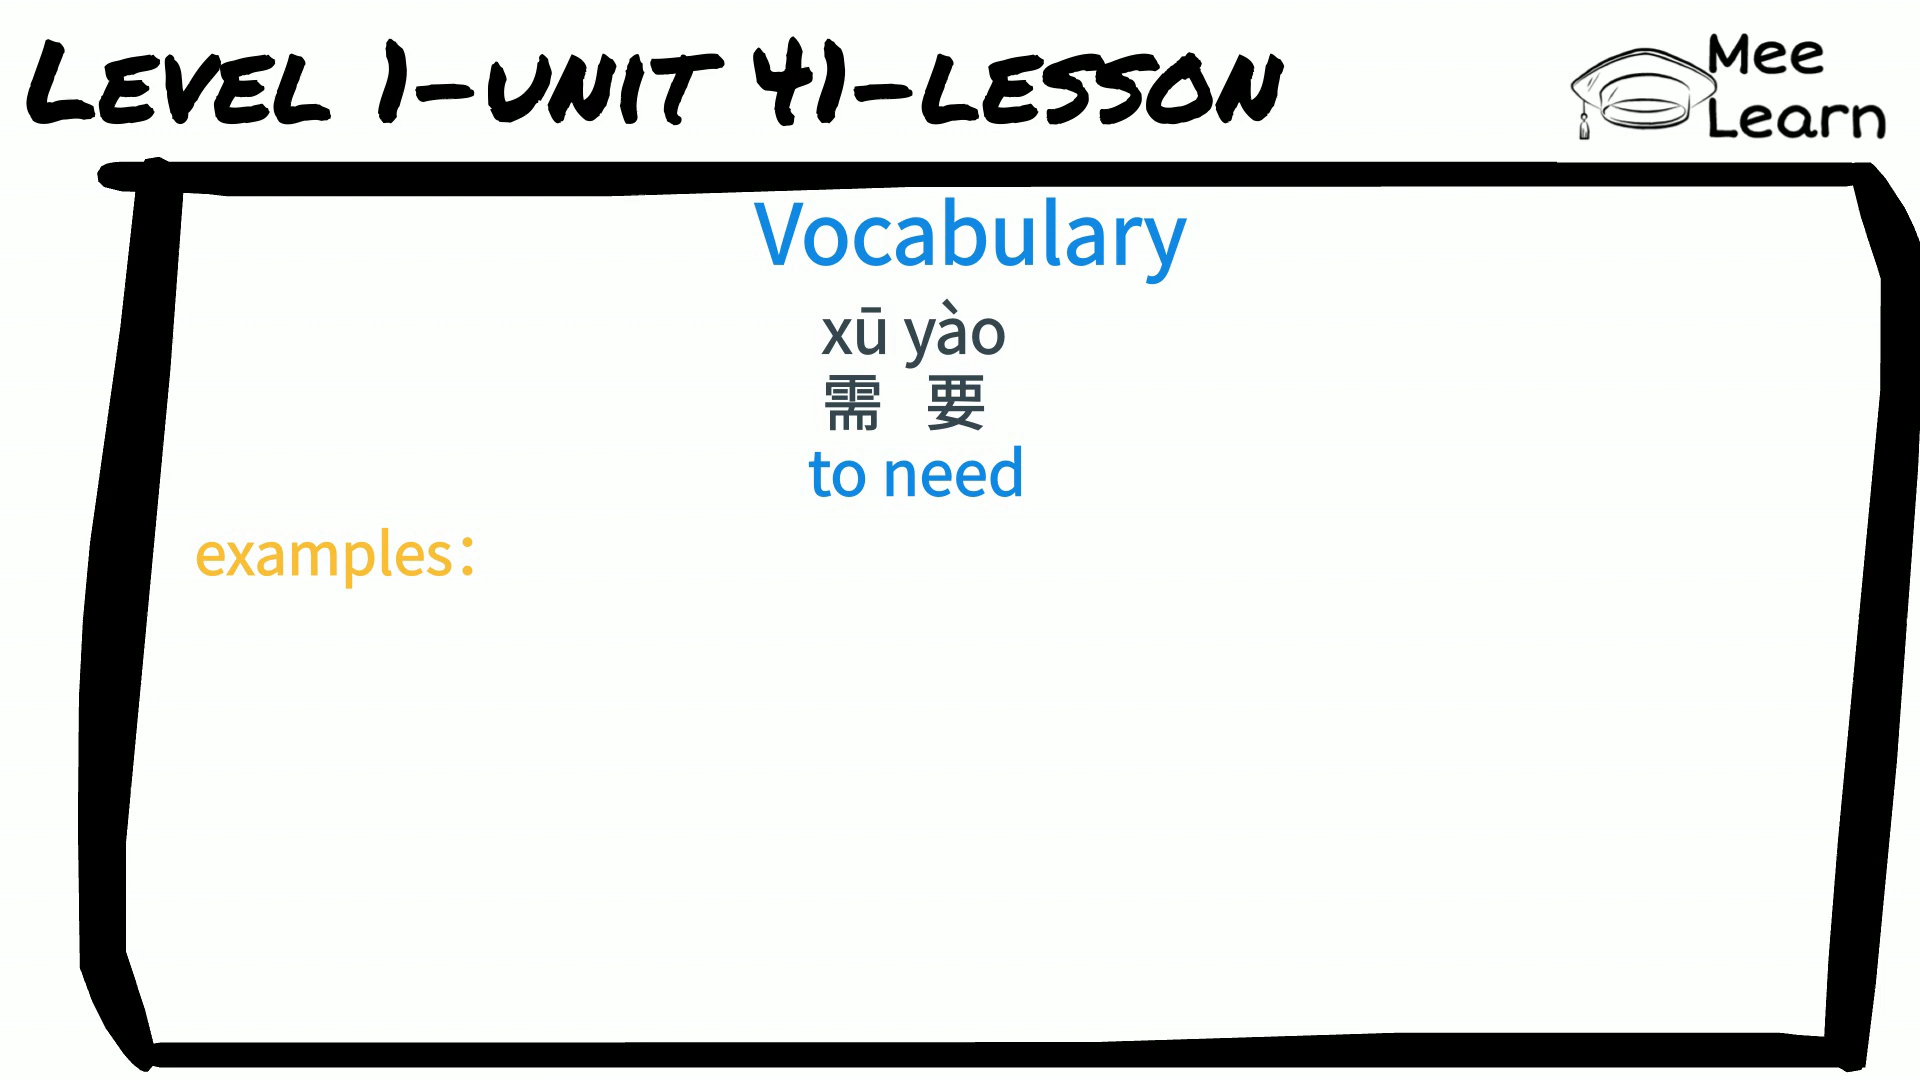 LEVEL 1-UNIT 41-LESSON
Mee
Learn
Vocabulary
xū yào
需 要
to need
examples：